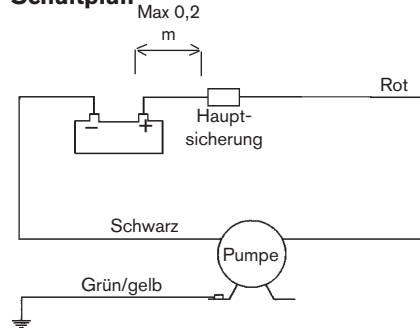 Schaltplan
Max 0,2
m
Rot
Haupt-
sicherung
Schwarz
Pumpe
Grün/gelb